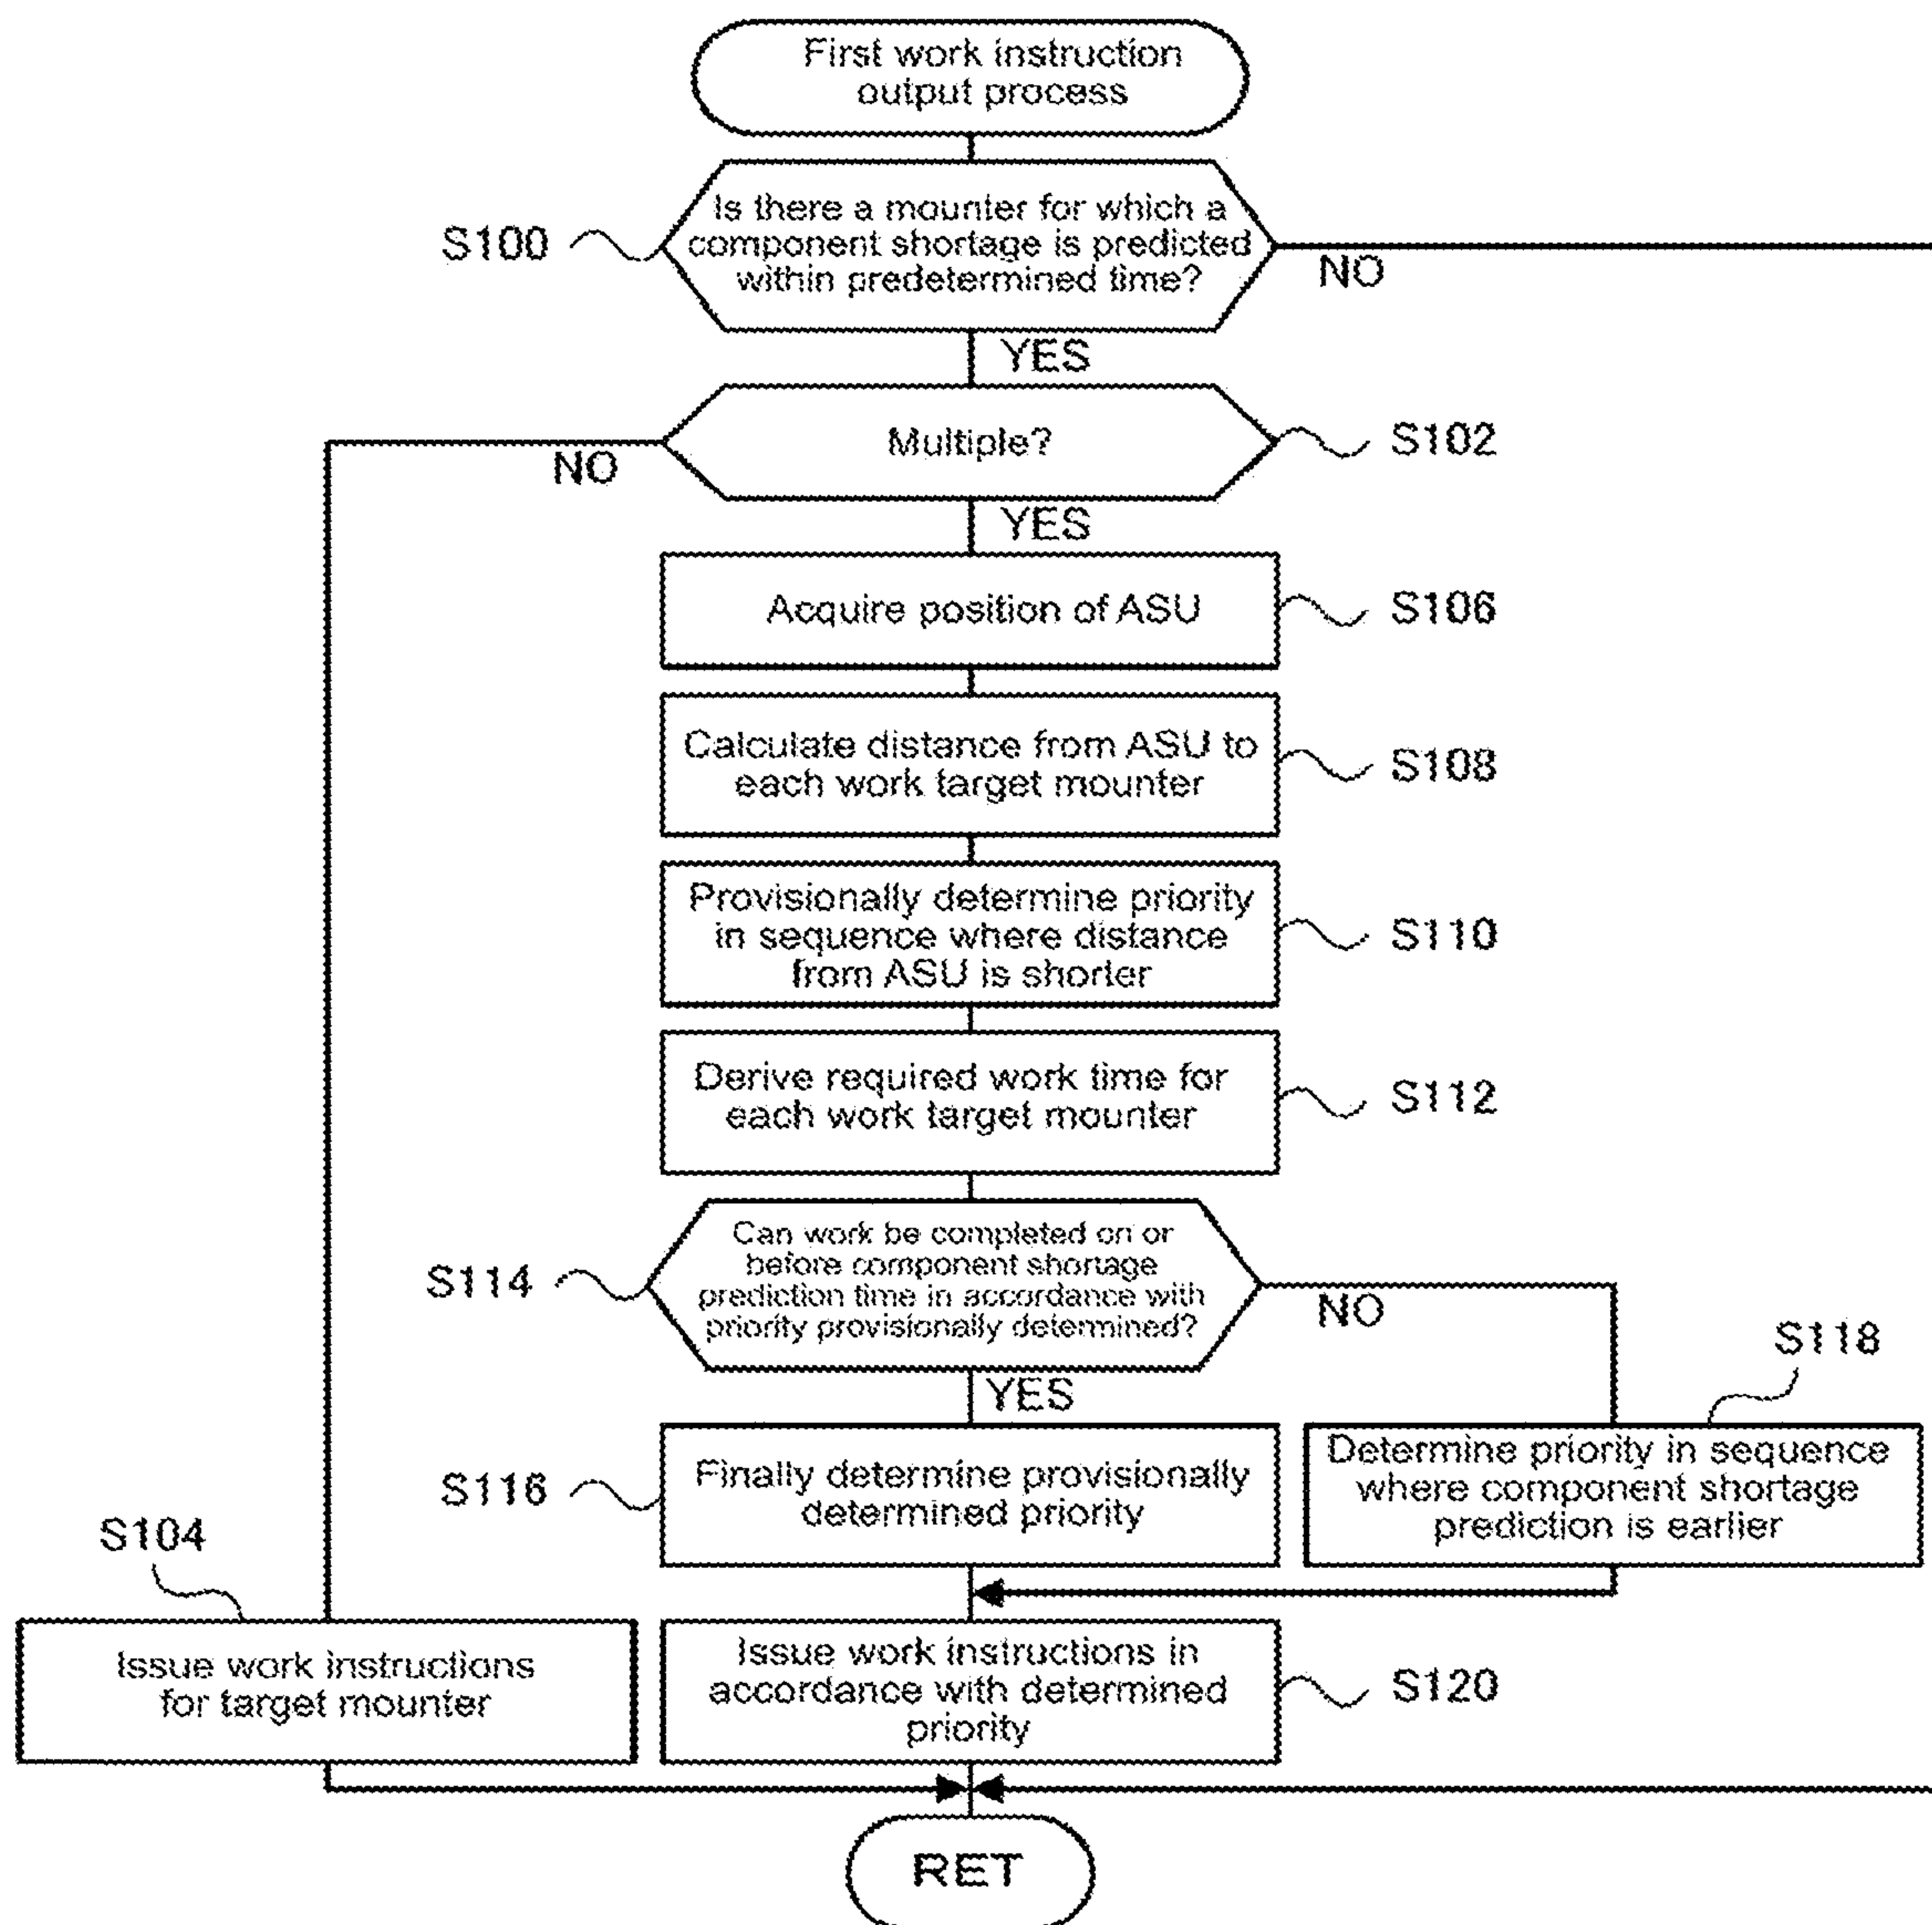 First work instruction
output process
Is there a mounter for which a
component shortage is predicted
within predetermined time?
S100
NO
YES
Multiple?
S102
NO
YES
Acquire position of ASU
S106
Calculate distance from ASU to
each work target mounter
S108
Provisionally determine priority
in sequence where distance
from ASU is shorter
S110
Derive required work time for
each work target mounter
S112
Can work be completed on or
before component shortage
prediction time in accordance with
priority provisionally determined?
S114
NO
YES
S118
Finally determine provisionally
determined priority
S116
Determine priority in sequence
where component shortage
prediction is earlier
S104
Issue work instructions
for target mounter
Issue work instructions in
accordance with determined
priority
S120
RET